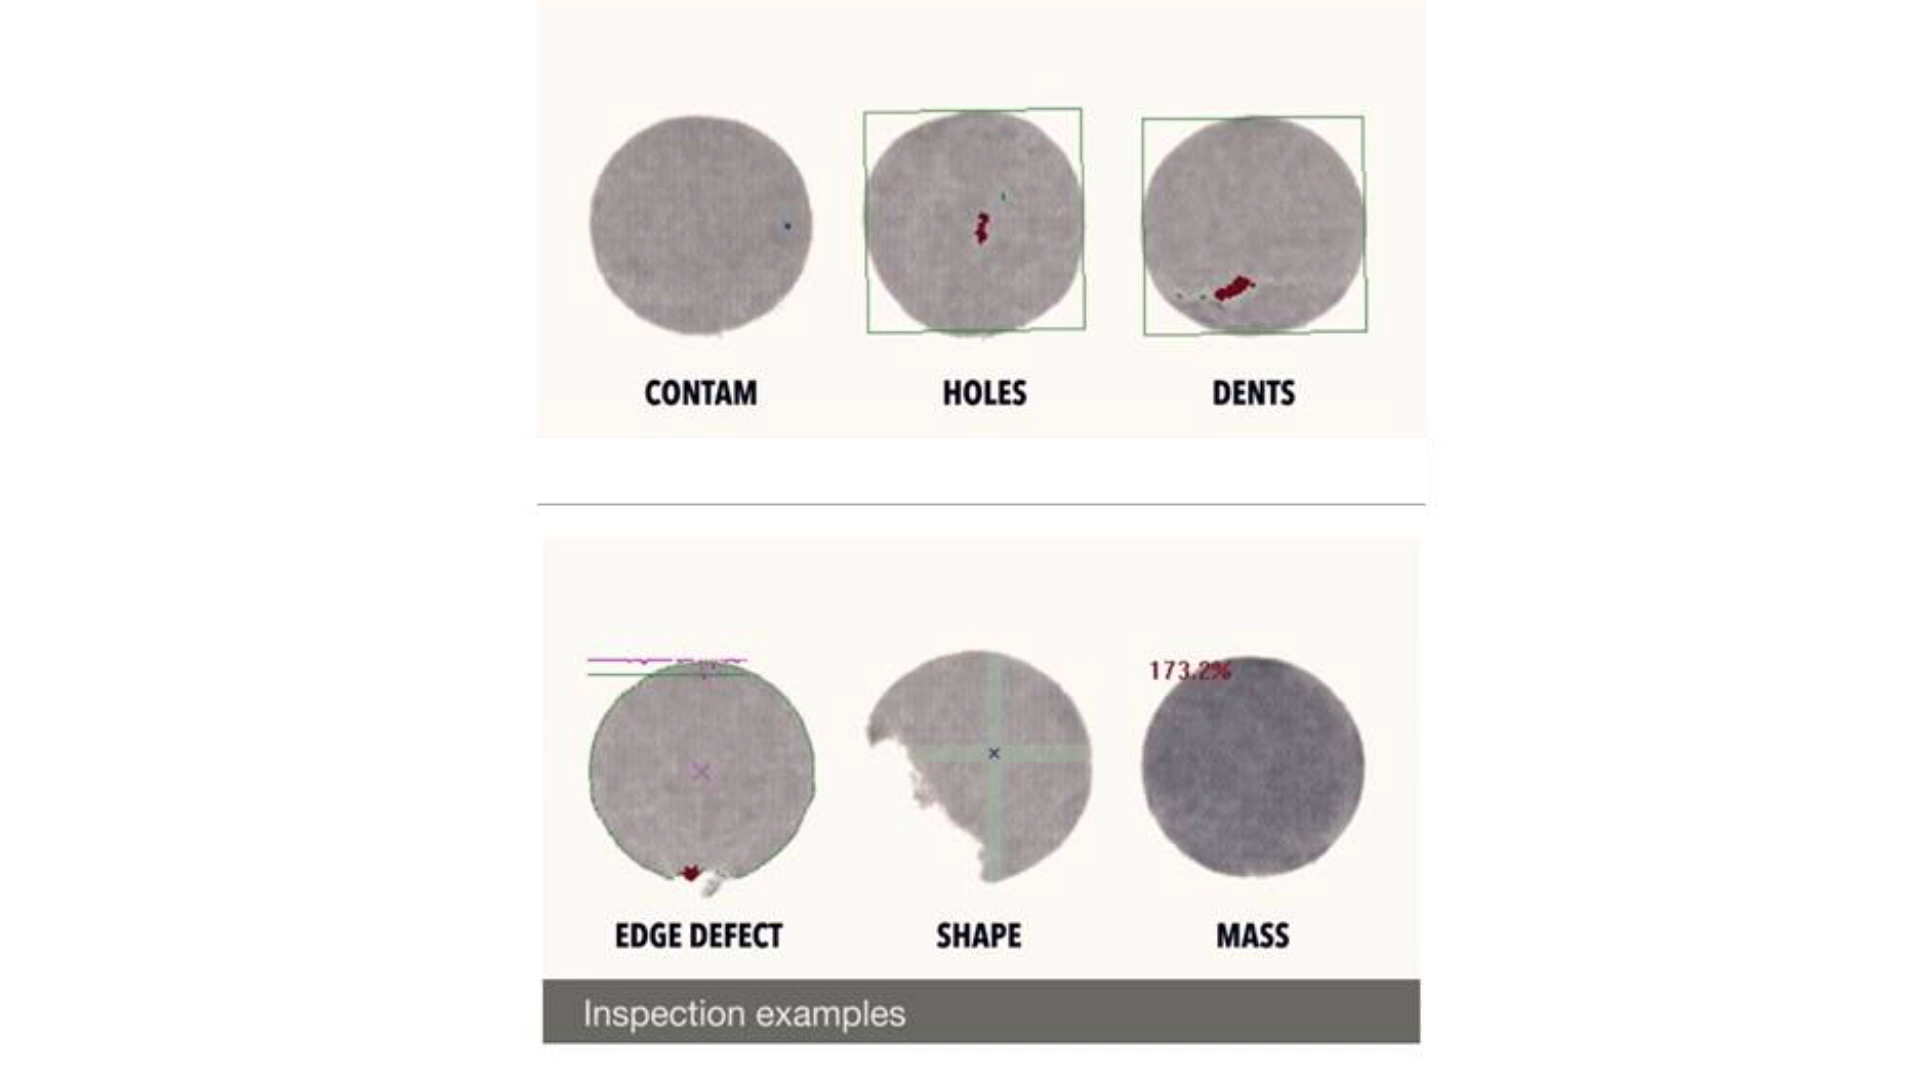 CONTAM HOLES DENTS
173.2%
EDGE DEFECT SHAPE MASS
Inspection examples